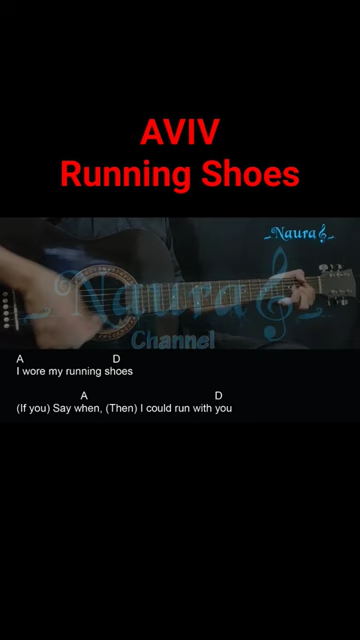 AVIV
Running Shoes
Naura
Naura
Channel
A D
I wore my running shoes
A D
(If you) Say when, (Then) I could run with you